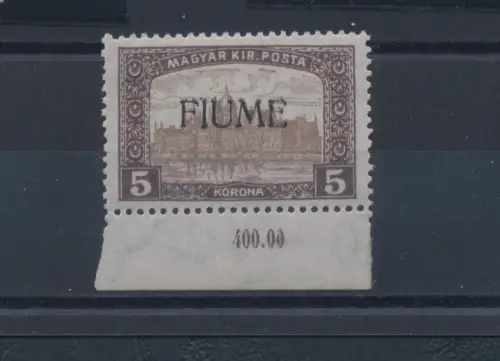 MAGYAR KIR. POSTA
FIUME
5 KORONA 5
400.00